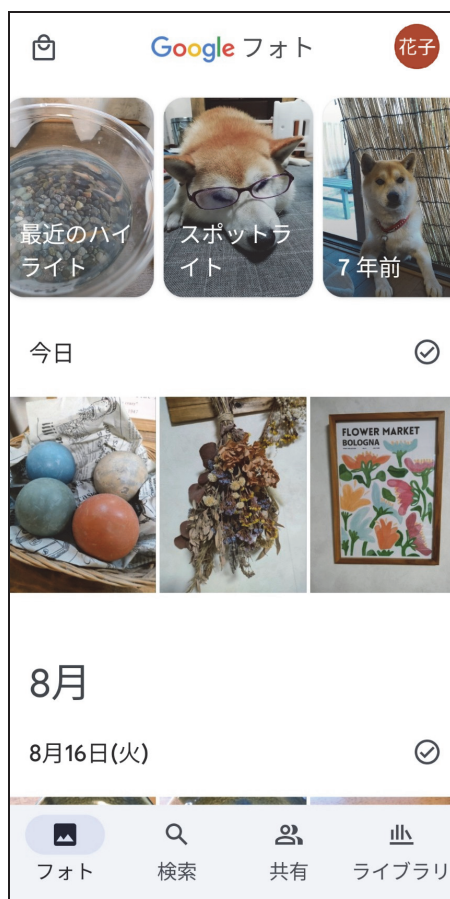 Google フォト
花子
最近のハイ
ライト
スポットラ
イト
7 年前
今日
FLOWER MARKET
BOLOGNA
8月
8月16日(火)
フォト
検索
共有
ライブラリ